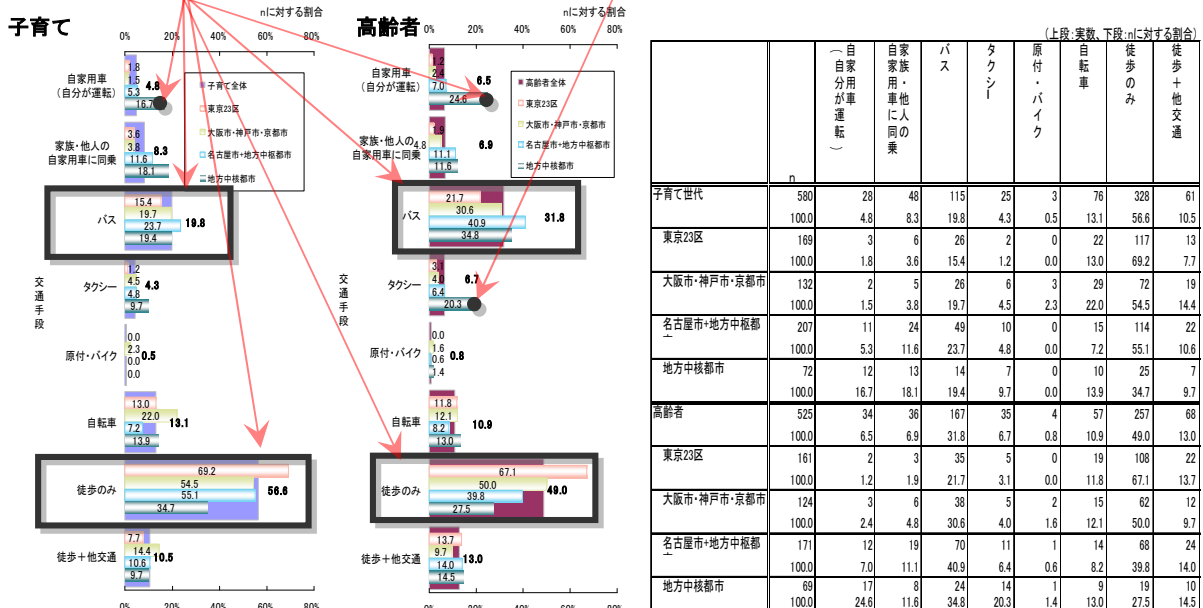 子育て
nに対する割合
0% 20% 40% 60% 80%
自家用車
(自分が運転)
1.8
1.5
5.3
16.7
4.8
家族・他人の
自家用車に同乗
3.6
3.8
11.6
18.1
8.3
バス
15.4
19.7
23.7
19.4
19.8
タクシー
1.2
4.5
4.8
9.7
4.3
原付・バイク
0.0
2.3
0.0
0.0
0.5
自転車
13.0
22.0
7.2
13.9
13.1
徒歩のみ
69.2
54.5
55.1
34.7
56.6
徒歩+他交通
7.7
14.4
10.6
9.7
10.5
交通手段
子育て全体
東京23区
大阪市・神戸市・京都市
名古屋市+地方中枢都市
地方中核都市
0% 20% 40% 60% 80%
高齢者
nに対する割合
0% 20% 40% 60% 80%
自家用車
(自分が運転)
1.2
2.4
7.0
24.6
6.5
家族・他人の
自家用車に同乗
1.9
4.8
11.1
11.6
6.9
バス
21.7
30.6
40.9
34.8
31.8
タクシー
3.1
4.0
6.4
20.3
6.7
原付・バイク
0.0
1.6
0.6
1.4
0.8
自転車
11.8
12.1
8.2
13.0
10.9
徒歩のみ
67.1
50.0
39.8
27.5
49.0
徒歩+他交通
13.7
9.7
14.0
14.5
13.0
交通手段
高齢者全体
東京23区
大阪市・神戸市・京都市
名古屋市+地方中枢都市
地方中核都市
0% 20% 40% 60% 80%
(上段:実数、下段:nに対する割合)
n 自家用車(自分が運転) 家族・他人の自家用車に同乗 バス タクシー 原付・バイク 自転車 徒歩のみ 徒歩+他交通
子育て世代 580 28 48 115 25 3 76 328 61
100.0 4.8 8.3 19.8 4.3 0.5 13.1 56.6 10.5
東京23区 169 3 6 26 2 0 22 117 13
100.0 1.8 3.6 15.4 1.2 0.0 13.0 69.2 7.7
大阪市・神戸市・京都市 132 2 5 26 6 3 29 72 19
100.0 1.5 3.8 19.7 4.5 2.3 22.0 54.5 14.4
名古屋市+地方中枢都 207 11 24 49 10 0 15 114 22
100.0 5.3 11.6 23.7 4.8 0.0 7.2 55.1 10.6
地方中核都市 72 12 13 14 7 0 10 25 7
100.0 16.7 18.1 19.4 9.7 0.0 13.9 34.7 9.7
高齢者 525 34 36 167 35 4 57 257 68
100.0 6.5 6.9 31.8 6.7 0.8 10.9 49.0 13.0
東京23区 161 2 3 35 5 0 19 108 22
100.0 1.2 1.9 21.7 3.1 0.0 11.8 67.1 13.7
大阪市・神戸市・京都市 124 3 6 38 5 2 15 62 12
100.0 2.4 4.8 30.6 4.0 1.6 12.1 50.0 9.7
名古屋市+地方中枢都 171 12 19 70 11 1 14 68 24
100.0 7.0 11.1 40.9 6.4 0.6 8.2 39.8 14.0
地方中核都市 69 17 8 24 14 1 9 19 10
100.0 24.6 11.6 34.8 20.3 1.4 13.0 27.5 14.5